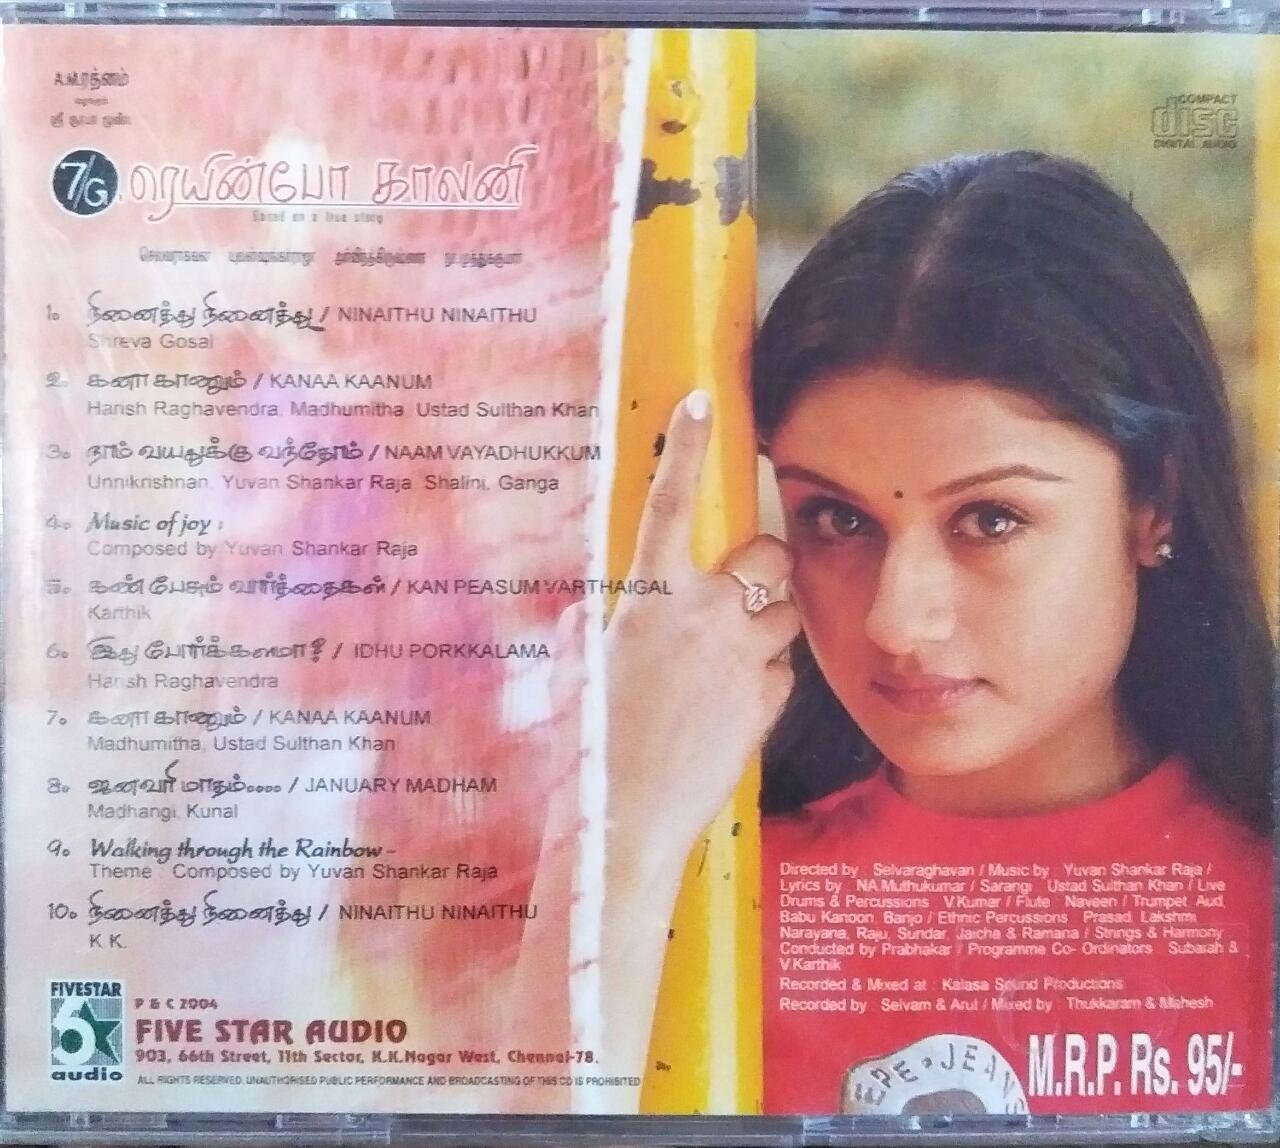 A.M.ரத்னம்
7/G. ரெயின்போ காலனி
based on a true story
1. நினைத்து நினைத்து / NINAITHU NINAITHU
Shreya Gosal
2. கனா காணும் / KANAA KAANUM
Harish Raghavendra, Madhumitha, Ustad Sulthan Khan
3. நாம் வயதுக்கு வந்தோம் / NAAM VAYADHUKKUM
Unnikrishnan, Yuvan Shankar Raja, Shalini, Ganga
4. Music of joy :
Composed by Yuvan Shankar Raja
5. கண் பேசும் வார்த்தைகள் / KAN PEASUM VARTHAIGAL
Karthik
6. இது போர்க்களமா? / IDHU PORKKALAMA
Harish Raghavendra
7. கனா காணும் / KANAA KAANUM
Madhumitha, Ustad Sulthan Khan
8. ஜனவரி மாதம்.... / JANUARY MADHAM
Madhangi, Kunal
9. Walking through the Rainbow -
Theme : Composed by Yuvan Shankar Raja
10. நினைத்து நினைத்து / NINAITHU NINAITHU
K.K.
FIVESTAR
audio
P & C 2004
FIVE STAR AUDIO
903, 66th Street, 11th Sector, K.K.Nagar West, Chennai-78.
ALL RIGHTS RESERVED. UNAUTHORISED PUBLIC PERFORMANCE AND BROADCASTING OF THIS CD IS PROHIBITED
COMPACT
disc
DIGITAL AUDIO
Directed by : Selvaraghavan / Music by : Yuvan Shankar Raja /
Lyrics by : NA.Muthukumar / Sarangi : Ustad Sulthan Khan / Live
Drums & Percussions : V.Kumar / Flute : Naveen / Trumpet, Aud,
Babu Kanoon, Banjo / Ethnic Percussions : Prasad, Lakshmi
Narayana, Raju, Sundar, Jaicha & Ramana / Strings & Harmony
Conducted by Prabhakar / Programme Co- Ordinators : Subaiah &
V.Karthik
Recorded & Mixed at : Kalasa Sound Productions
Recorded by : Selvam & Arul / Mixed by : Thukkaram & Mahesh
EPE • JEANS
M.R.P. Rs. 95/-